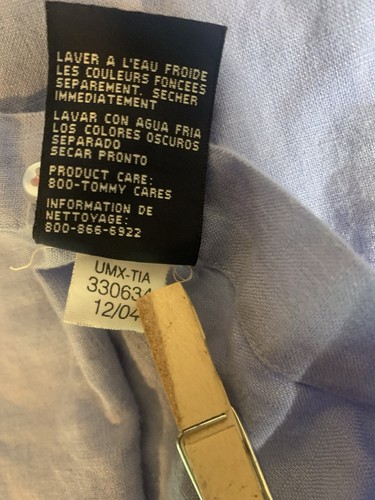 LAVER A L'EAU FROIDE
LES COULEURS FONCEES
SEPAREMENT. SECHER
IMMEDIATEMENT
LAVAR CON AGUA FRIA
LOS COLORES OSCUROS
SEPARADO
SECAR PRONTO
PRODUCT CARE:
800-TOMMY CARES
INFORMATION DE
NETTOYAGE:
800-866-6922
UMX-TIA
330634
12/04